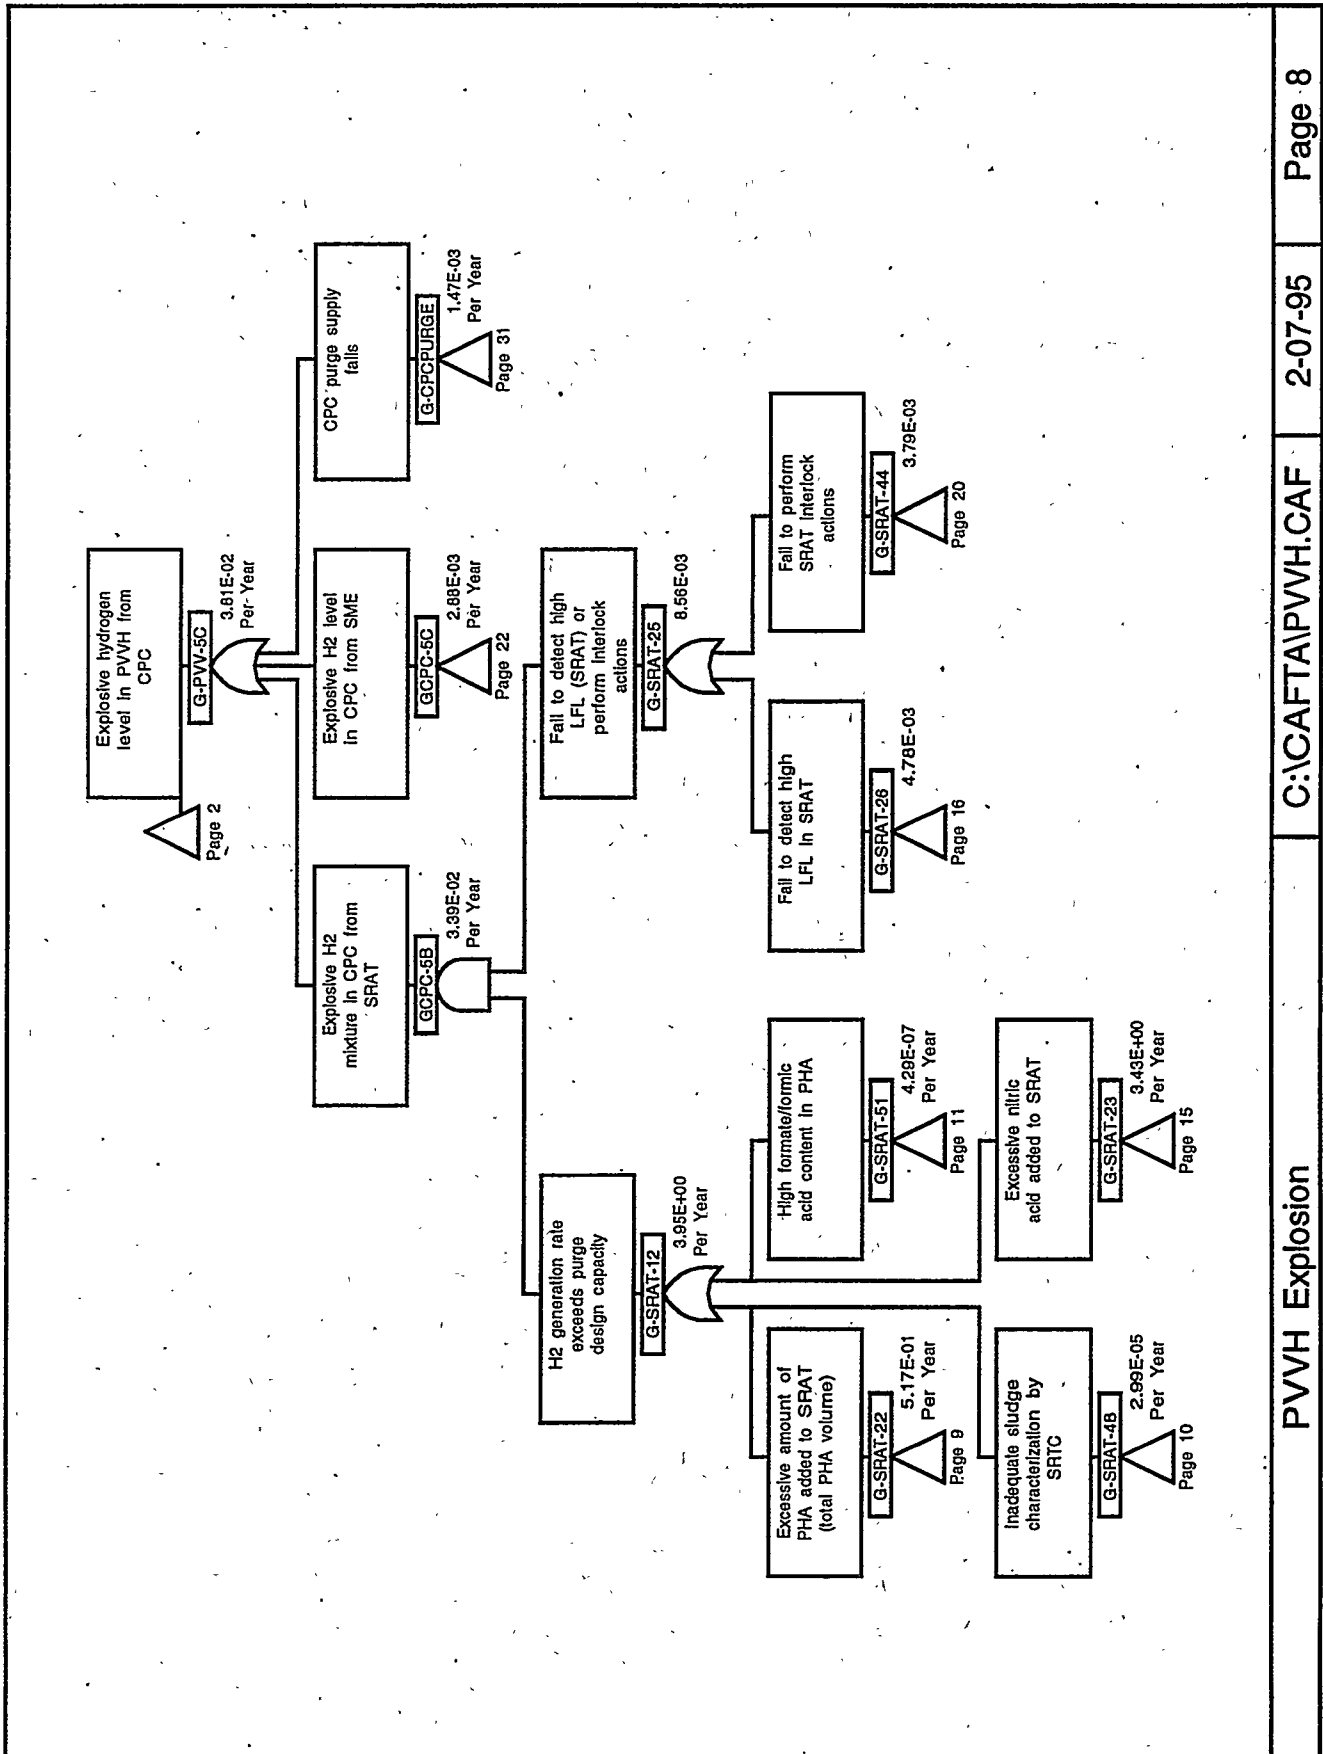 Explosive hydrogen
level in PVVH from
CPC
G-PVV-5C
3.81E-02
Per Year
Page 2
Explosive H2
mixture in CPC from
SRAT
GCPC-5B
3.39E-02
Per Year
Explosive H2 level
in CPC from SME
GCPC-5C
2.88E-03
Per Year
Page 22
CPC purge supply
fails
G-CPCPURGE
1.47E-03
Per Year
Page 31
H2 generation rate
exceeds purge
design capacity
G-SRAT-12
3.95E+00
Per Year
Fail to detect high
LFL (SRAT) or
perform interlock
actions
G-SRAT-25
8.56E-03
Excessive amount of
PHA added to SRAT
(total PHA volume)
G-SRAT-22
5.17E-01
Per Year
Page 9
High formate/formic
acid content in PHA
G-SRAT-51
4.29E-07
Per Year
Page 11
Fail to detect high
LFL in SRAT
G-SRAT-26
4.78E-03
Page 16
Fail to perform
SRAT interlock
actions
G-SRAT-44
3.79E-03
Page 20
Inadequate sludge
characterization by
SRTC
G-SRAT-4B
2.99E-05
Per Year
Page 10
Excessive nitric
acid added to SRAT
G-SRAT-23
3.43E+00
Per Year
Page 15
PVVH Explosion
C:\CAFTA\PVVH.CAF
2-07-95
Page 8